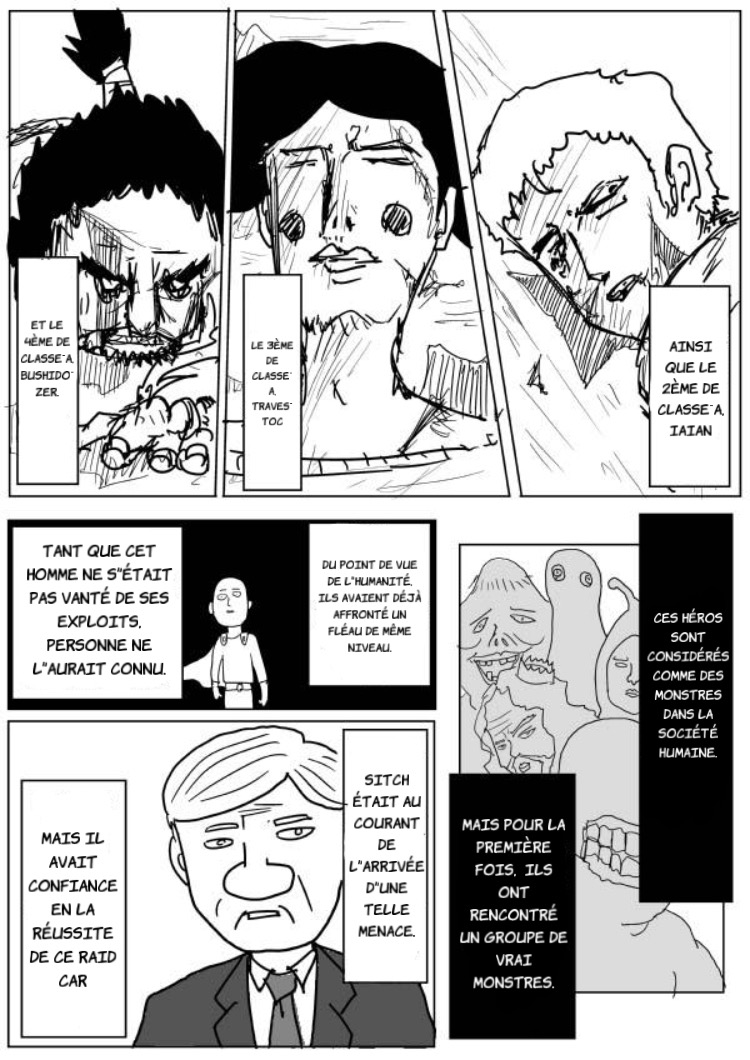 AINSI
QUE LE
2ÈME DE
CLASSE-A,
IAIAN
LE 3ÈME
DE
CLASSE-
A.
TRAVES-
TOC
ET LE
4ÈME DE
CLASSE-A.
BUSHIDO-
ZER.
CES HÉROS
SONT
CONSIDÉRÉS
COMME DES
MONSTRES
DANS LA
SOCIÉTÉ
HUMAINE.
MAIS POUR LA
PREMIÈRE
FOIS, ILS
ONT
RENCONTRÉ
UN GROUPE DE
VRAI
MONSTRES.
DU POINT DE VUE
DE L"HUMANITÉ,
ILS AVAIENT DÉJÀ
AFFRONTÉ UN
FLÉAU DE MÊME
NIVEAU.
TANT QUE CET
HOMME NE S"ÉTAIT
PAS VANTÉ DE SES
EXPLOITS,
PERSONNE NE
L"AURAIT CONNU.
SITCH
ÉTAIT AU
COURANT
DE
L"ARRIVÉE
D"UNE
TELLE
MENACE.
MAIS IL
AVAIT
CONFIANCE
EN LA
RÉUSSITE
DE CE RAID
CAR